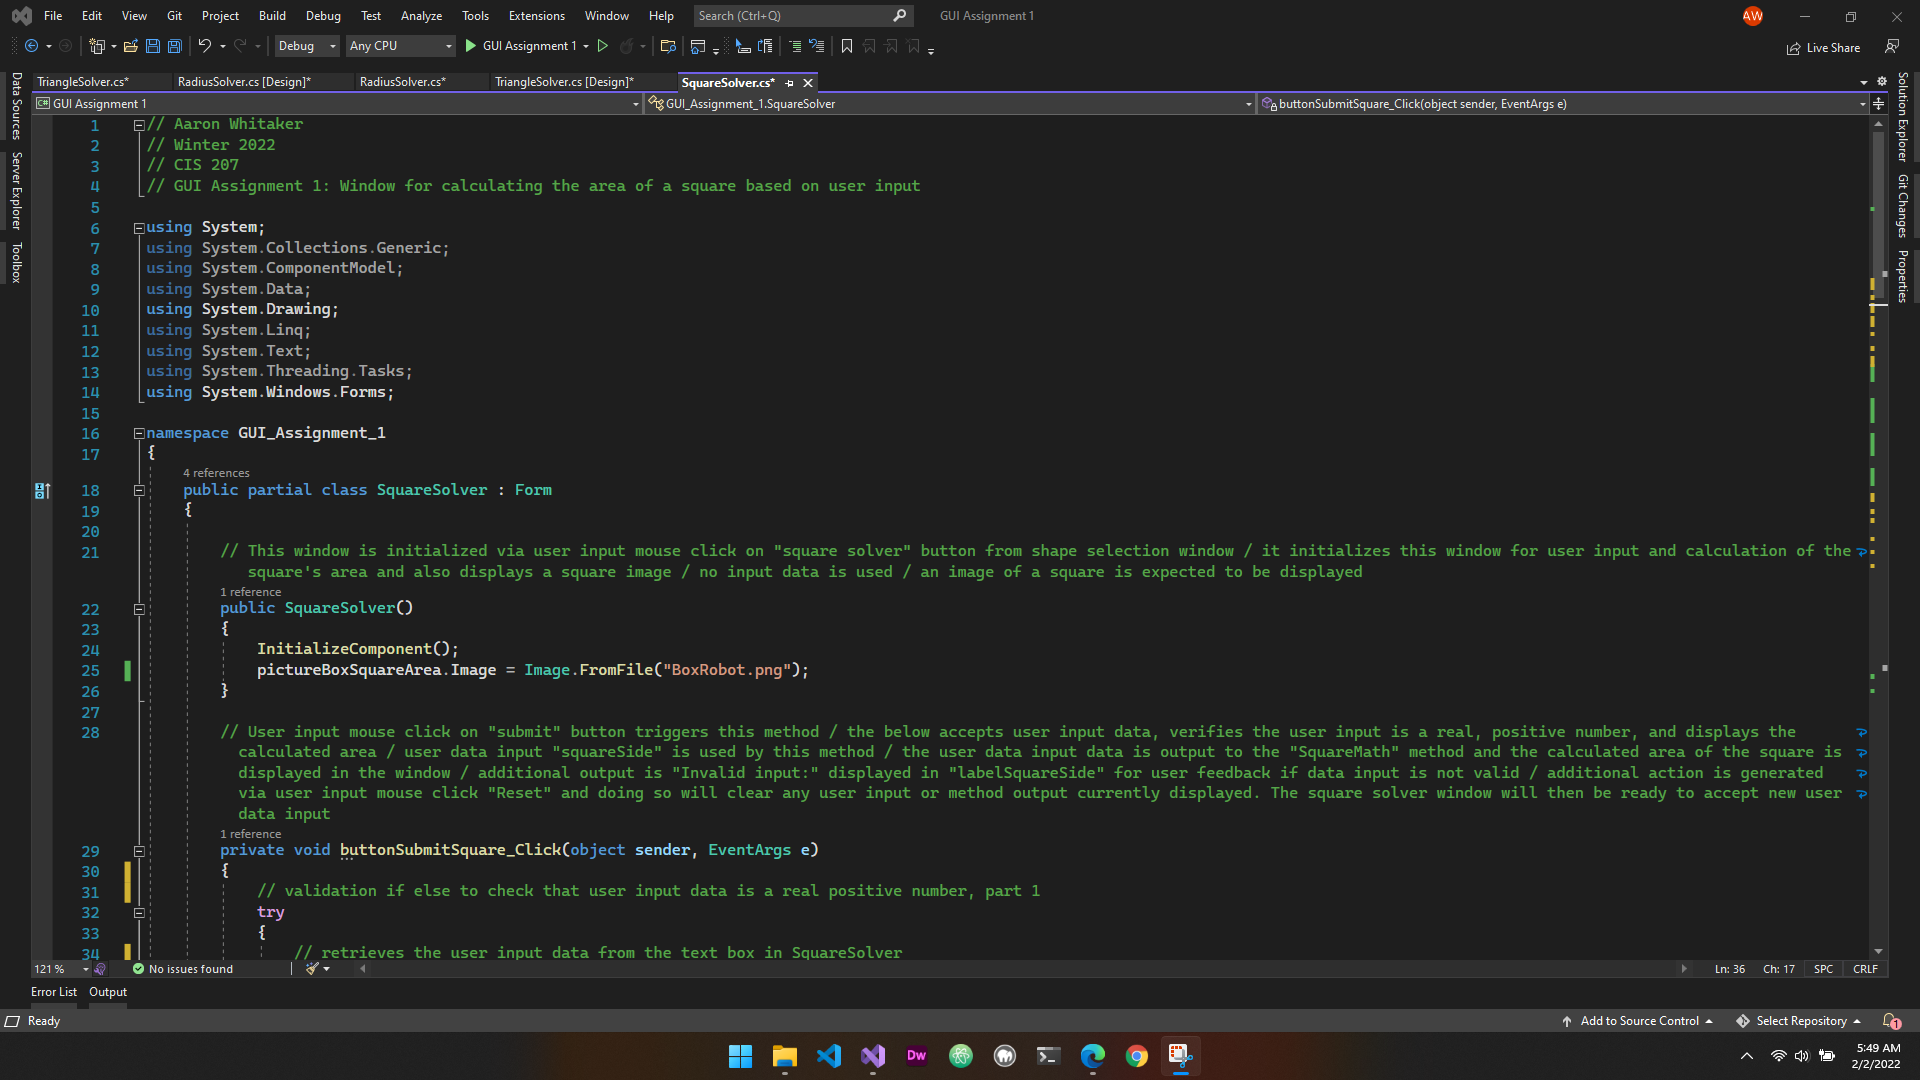 File Edit View Git Project Build Debug Test Analyze Tools Extensions Window Help Search (Ctrl+Q) GUI Assignment 1 AW
Debug Any CPU GUI Assignment 1 Live Share
TriangleSolver.cs* RadiusSolver.cs [Design]* RadiusSolver.cs* TriangleSolver.cs [Design]* SquareSolver.cs*
C# GUI Assignment 1 GUI_Assignment_1.SquareSolver buttonSubmitSquare_Click(object sender, EventArgs e)
Data Sources
Server Explorer
Toolbox
Solution Explorer
Git Changes
Properties
1 // Aaron Whitaker
2 // Winter 2022
3 // CIS 207
4 // GUI Assignment 1: Window for calculating the area of a square based on user input
5
6 using System;
7 using System.Collections.Generic;
8 using System.ComponentModel;
9 using System.Data;
10 using System.Drawing;
11 using System.Linq;
12 using System.Text;
13 using System.Threading.Tasks;
14 using System.Windows.Forms;
15
16 namespace GUI_Assignment_1
17 {
4 references
18 public partial class SquareSolver : Form
19 {
20
21 // This window is initialized via user input mouse click on "square solver" button from shape selection window / it initializes this window for user input and calculation of the
square's area and also displays a square image / no input data is used / an image of a square is expected to be displayed
1 reference
22 public SquareSolver()
23 {
24 InitializeComponent();
25 pictureBoxSquareArea.Image = Image.FromFile("BoxRobot.png");
26 }
27
28 // User input mouse click on "submit" button triggers this method / the below accepts user input data, verifies the user input is a real, positive number, and displays the
calculated area / user data input "squareSide" is used by this method / the user data input data is output to the "SquareMath" method and the calculated area of the square is
displayed in the window / additional output is "Invalid input:" displayed in "labelSquareSide" for user feedback if data input is not valid / additional action is generated
via user input mouse click "Reset" and doing so will clear any user input or method output currently displayed. The square solver window will then be ready to accept new user
data input
1 reference
29 private void buttonSubmitSquare_Click(object sender, EventArgs e)
30 {
31 // validation if else to check that user input data is a real positive number, part 1
32 try
33 {
34 // retrieves the user input data from the text box in SquareSolver
121 % No issues found Ln: 36 Ch: 17 SPC CRLF
Error List Output
Ready Add to Source Control Select Repository 1
Dw
5:49 AM
2/2/2022